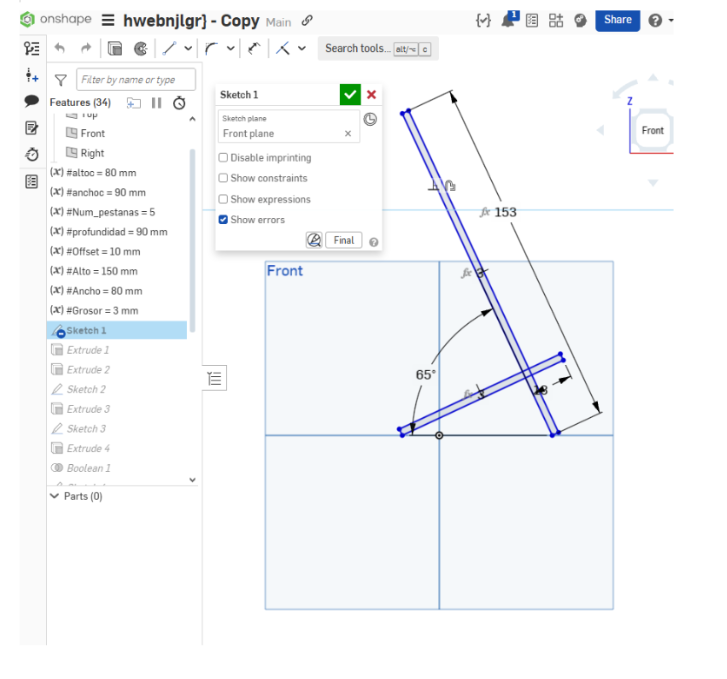 onshape hwebnjlgr} - Copy Main Share
Search tools... alt/⌥ c
Filter by name or type
Features (34)
Top
Front
Right
(x) #altoc = 80 mm
(x) #anchoc = 90 mm
(x) #Num_pestanas = 5
(x) #profundidad = 90 mm
(x) #Offset = 10 mm
(x) #Alto = 150 mm
(x) #Ancho = 80 mm
(x) #Grosor = 3 mm
Sketch 1
Extrude 1
Extrude 2
Sketch 2
Extrude 3
Sketch 3
Extrude 4
Boolean 1
Parts (0)
Sketch 1
Sketch plane
Front plane
Disable imprinting
Show constraints
Show expressions
Show errors
Final
Z
Front
fx 153
Front
fx 3
65°
fx 3